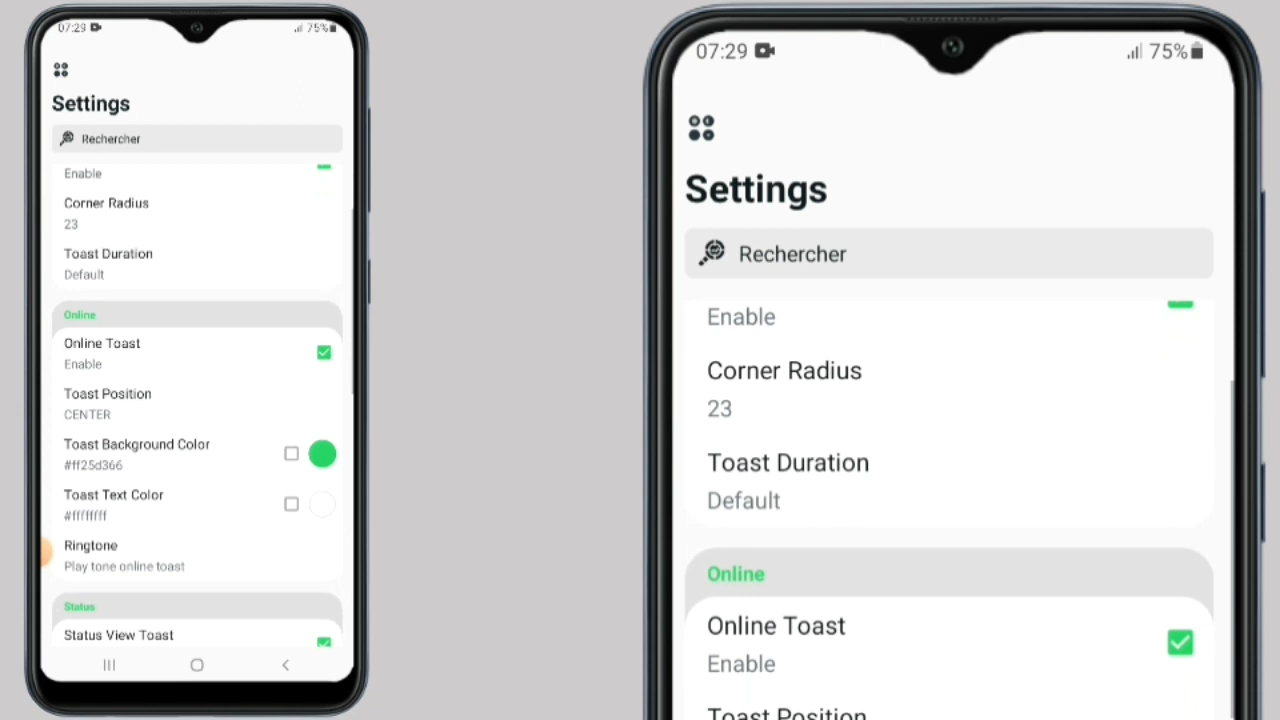 07:29
75%
Settings
Rechercher
Enable
Corner Radius
23
Toast Duration
Default
Online
Online Toast
Enable
Toast Position
CENTER
Toast Background Color
#ff25d366
Toast Text Color
#ffffffff
Ringtone
Play tone online toast
Status
Status View Toast
07:29
75%
Settings
Rechercher
Enable
Corner Radius
23
Toast Duration
Default
Online
Online Toast
Enable
Toast Position